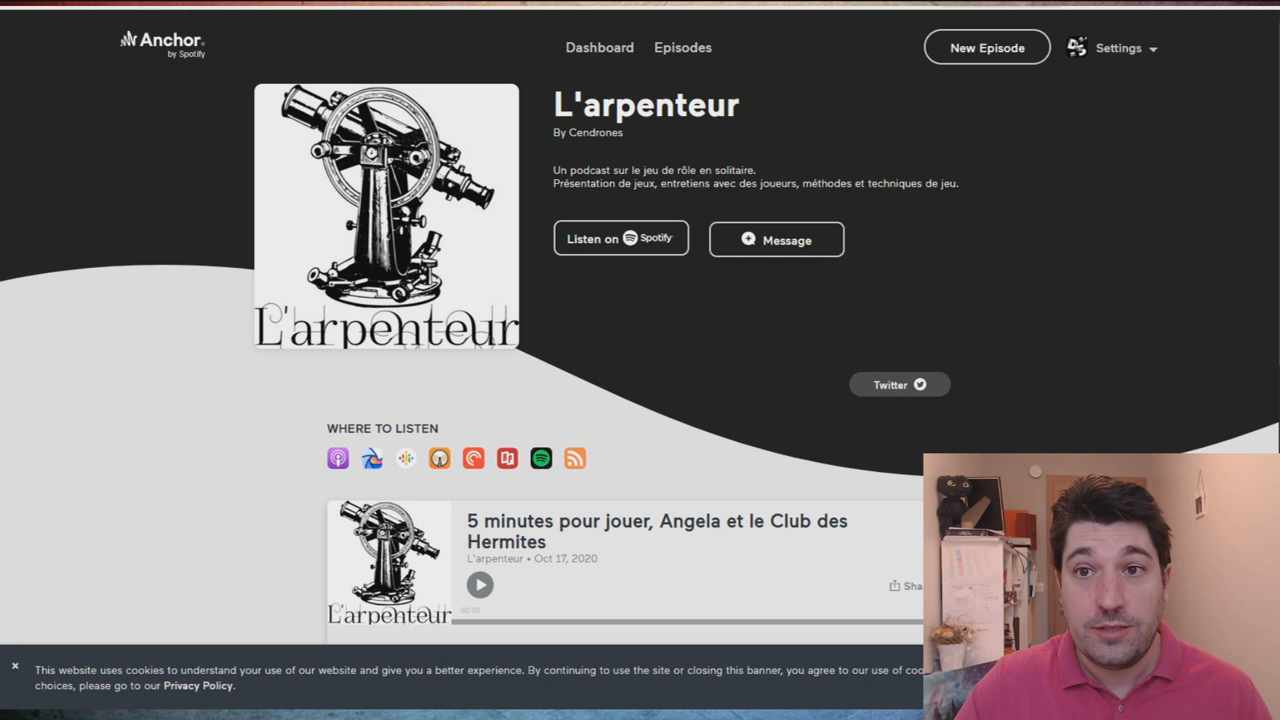 Anchor
by Spotify
Dashboard
Episodes
New Episode
Settings
L'arpenteur
By Cendrones
Un podcast sur le jeu de rôle en solitaire.
Présentation de jeux, entretiens avec des joueurs, méthodes et techniques de jeu.
Listen on Spotify
Message
L'arpenteur
Twitter
WHERE TO LISTEN
5 minutes pour jouer, Angela et le Club des
Hermites
L'arpenteur • Oct 17, 2020
Sha
00:00
L'arpenteur
× This website uses cookies to understand your use of our website and give you a better experience. By continuing to use the site or closing this banner, you agree to our use of coo
choices, please go to our Privacy Policy.